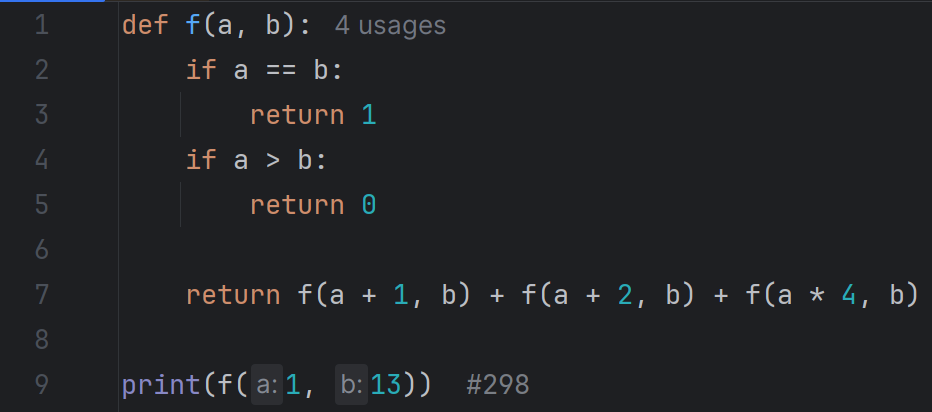 1 def f(a, b): 4 usages
2     if a == b:
3         return 1
4     if a > b:
5         return 0
6
7     return f(a + 1, b) + f(a + 2, b) + f(a * 4, b)
8
9 print(f( a: 1, b: 13)) #298